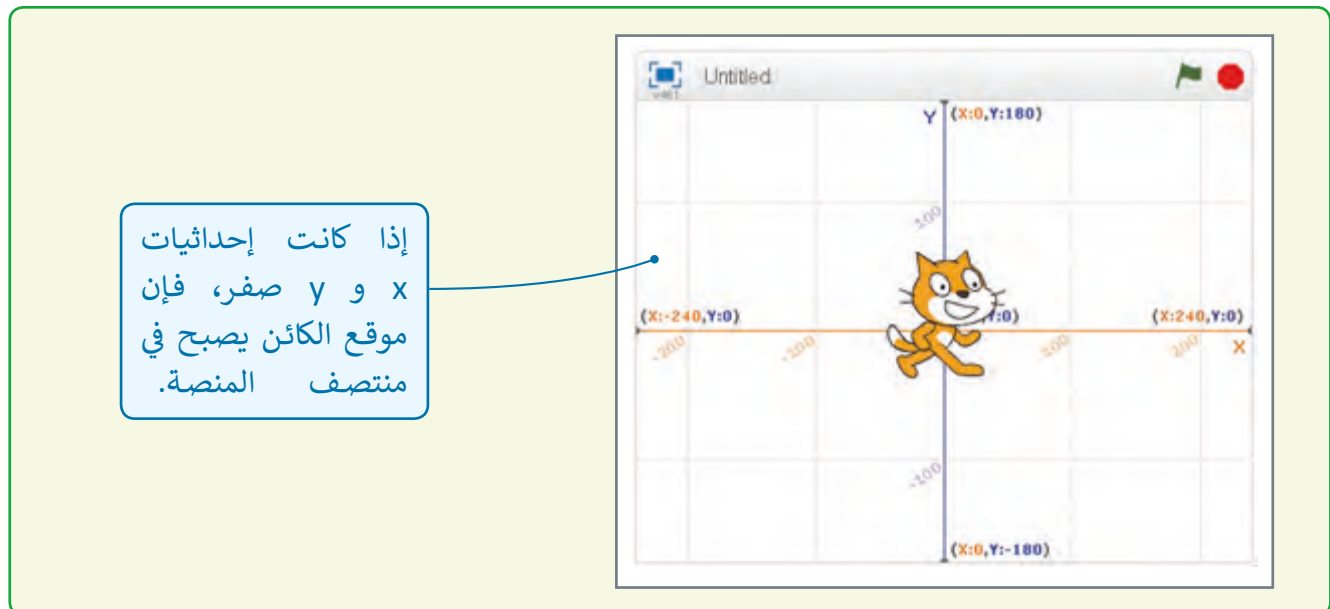 Untitled
v461
Y (X:0,Y:180)
100
إذا كانت إحداثيات
x و y صفر، فإن
موقع الكائن يصبح في
منتصف المنصة.
(X:-240,Y:0)
Y:0)
(X:240,Y:0)
-200
-100
100
200
X
-100
(X:0,Y:-180)